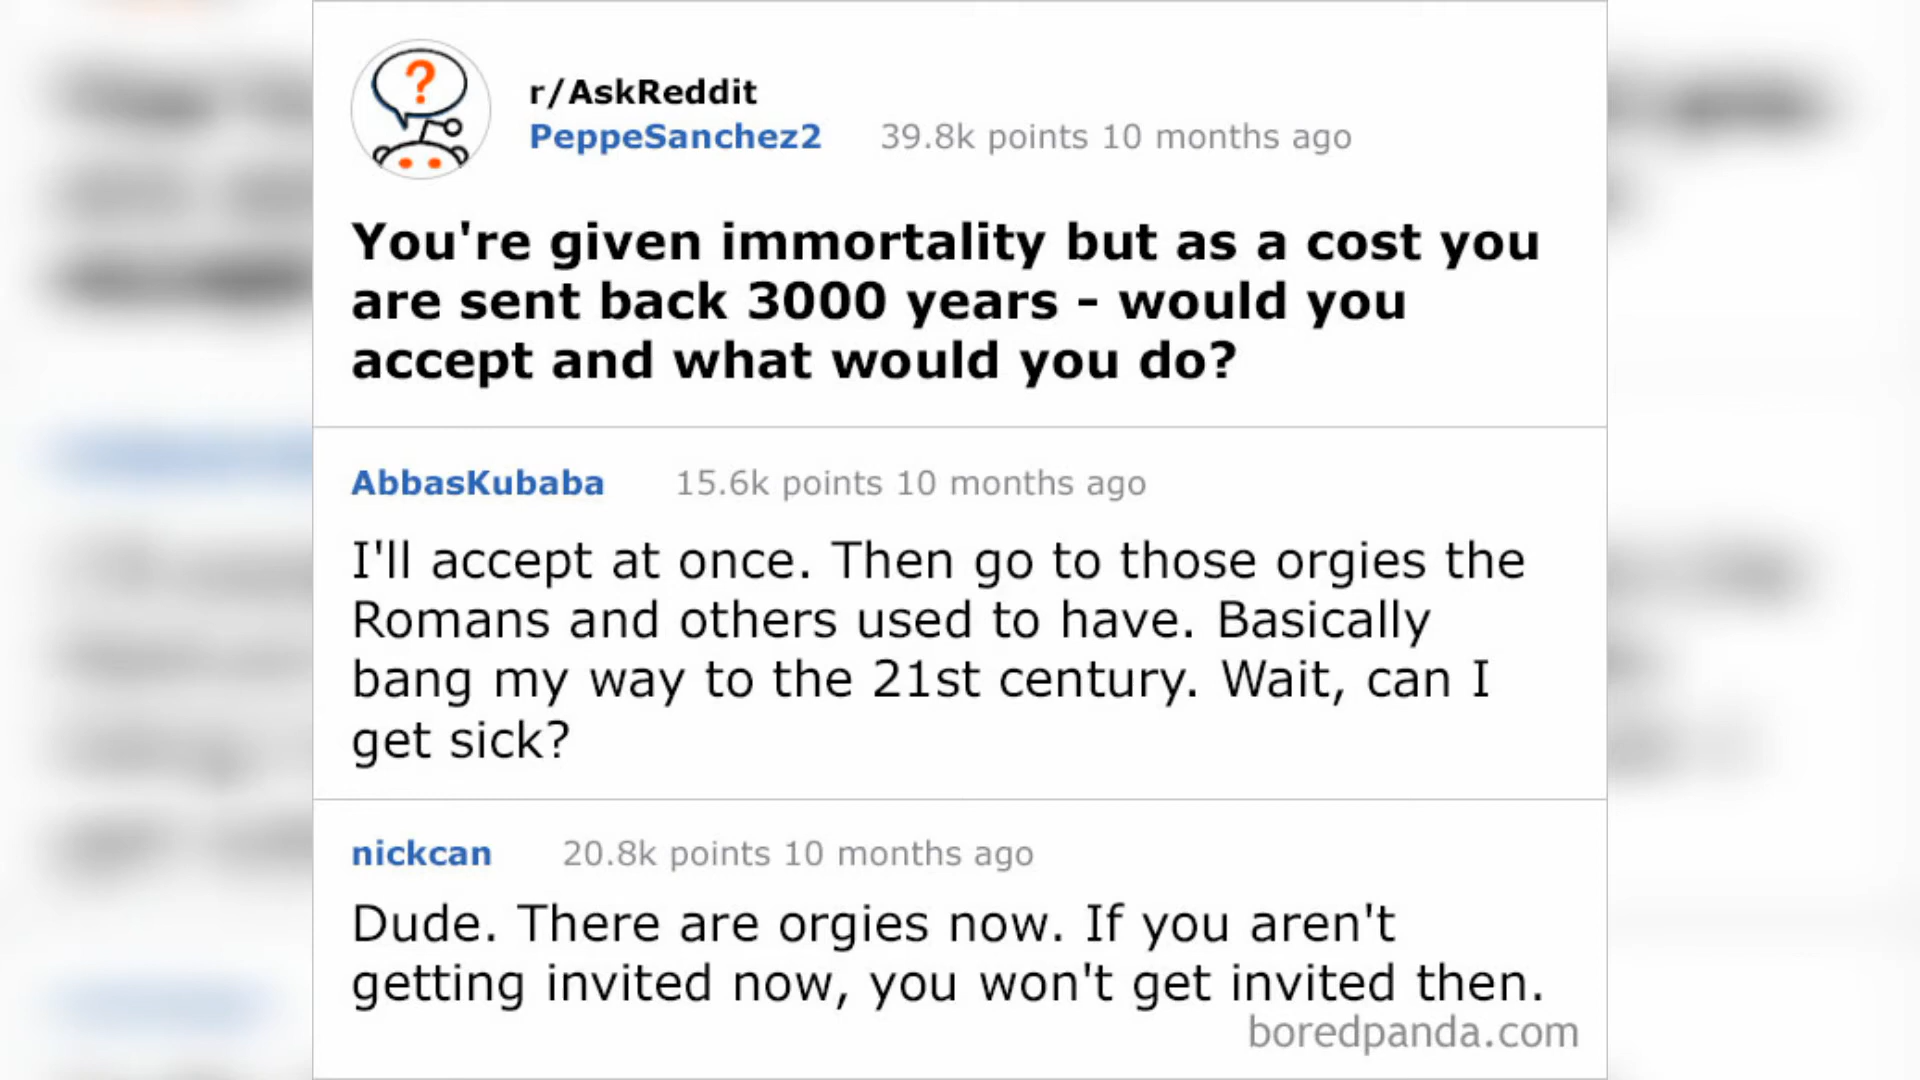 ?
r/AskReddit
PeppeSanchez2 39.8k points 10 months ago
You're given immortality but as a cost you
are sent back 3000 years - would you
accept and what would you do?
AbbasKubaba 15.6k points 10 months ago
I'll accept at once. Then go to those orgies the
Romans and others used to have. Basically
bang my way to the 21st century. Wait, can I
get sick?
nickcan 20.8k points 10 months ago
Dude. There are orgies now. If you aren't
getting invited now, you won't get invited then.
boredpanda.com